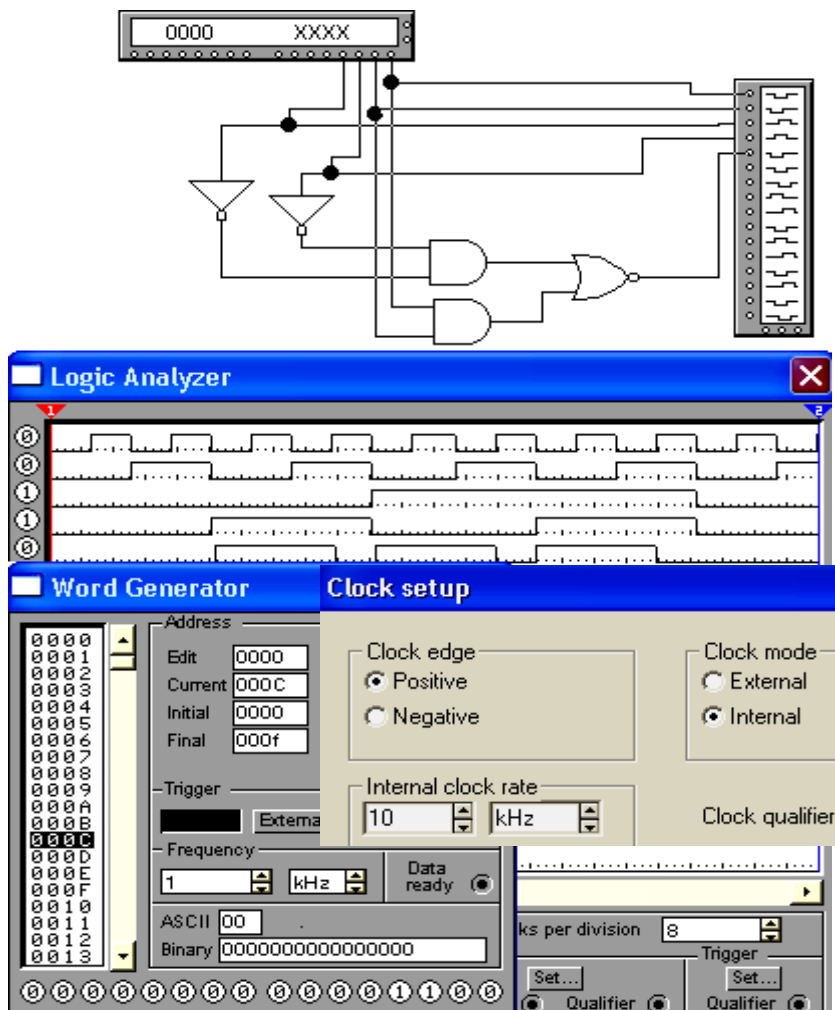 0000 XXXX
Logic Analyzer
1 2
0
0
1
1
0
Word Generator
0000
0001
0002
0003
0004
0005
0006
0007
0008
0009
000A
000B
000C
000D
000E
000F
0010
0011
0012
0013
Address
Edit 0000
Current 000C
Initial 0000
Final 000f
Trigger
Externa
Frequency
1 kHz
Data
ready
ASCII 00 .
Binary 0000000000000000
0 0 0 0 0 0 0 0 0 0 0 0 1 1 0 0
Clock setup
Clock edge
Positive
Negative
Clock mode
External
Internal
Internal clock rate
10 kHz
Clock qualifier
ks per division 8
Trigger
Set... Set...
Qualifier Qualifier